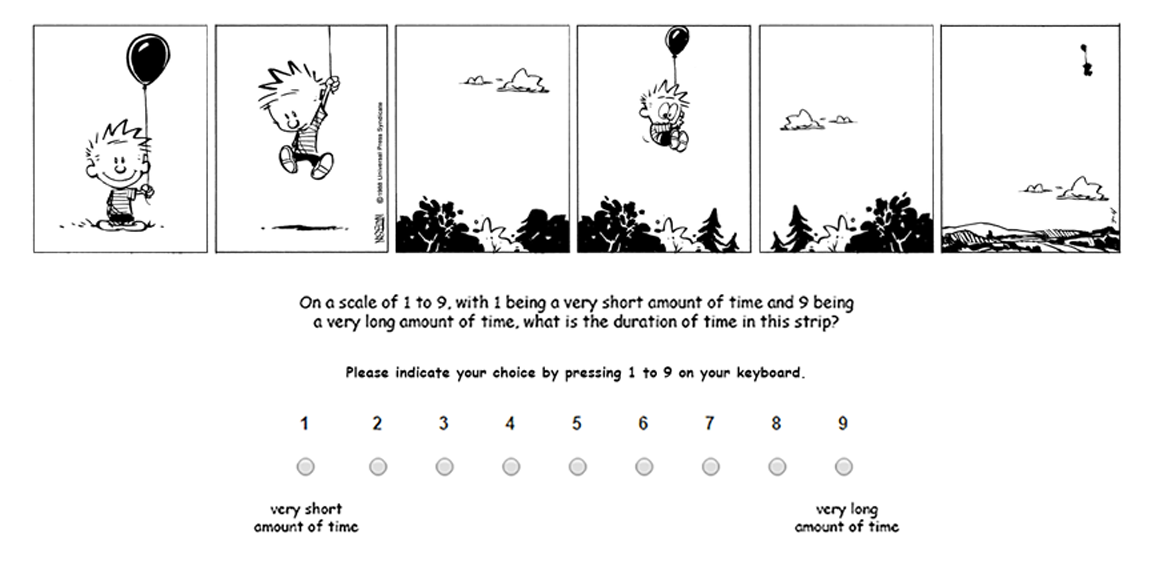 ©1988 Universal Press Syndicate
On a scale of 1 to 9, with 1 being a very short amount of time and 9 being
a very long amount of time, what is the duration of time in this strip?
Please indicate your choice by pressing 1 to 9 on your keyboard.
1 2 3 4 5 6 7 8 9
very short very long
amount of time amount of time